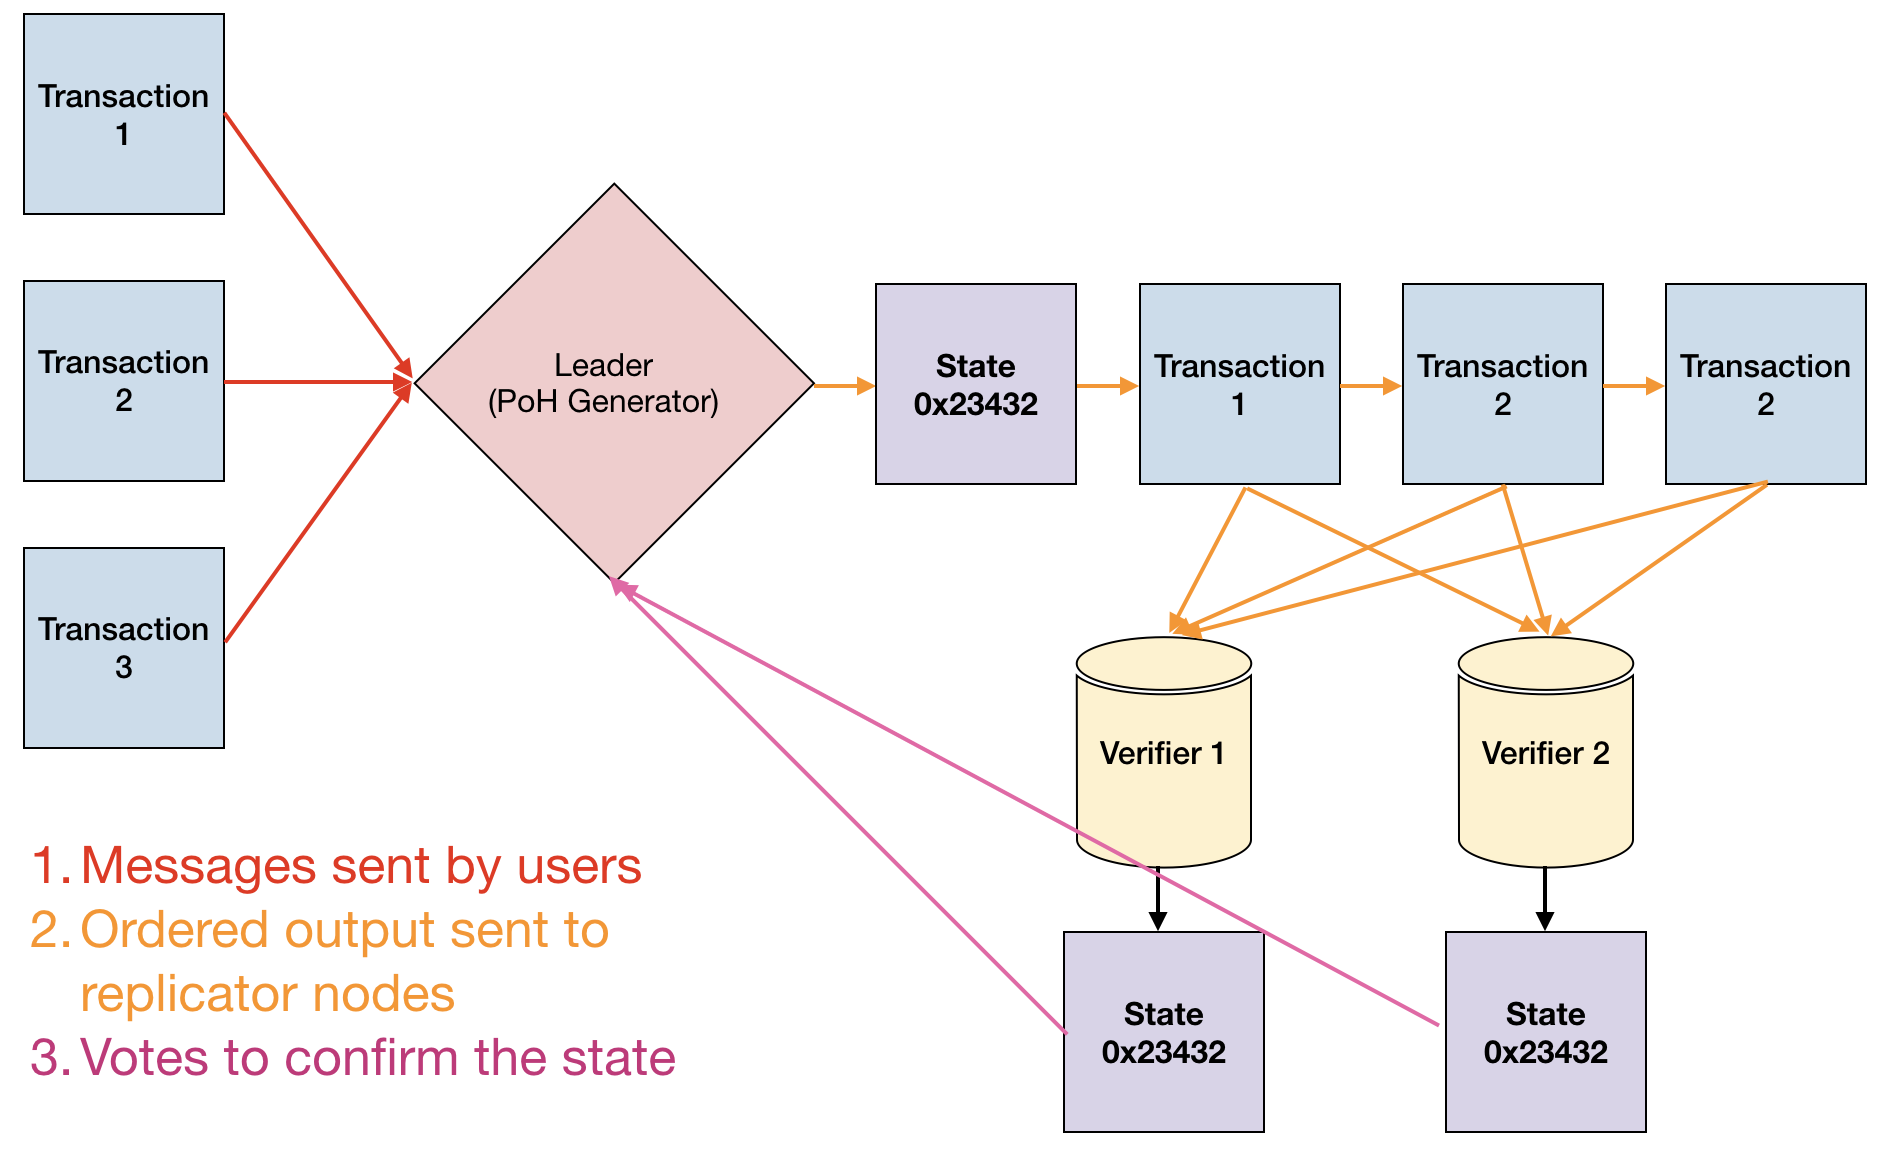 Transaction
1
Transaction
2
Transaction
3
Leader
(PoH Generator)
State
0x23432
Transaction
1
Transaction
2
Transaction
2
Verifier 1
Verifier 2
State
0x23432
State
0x23432
1. Messages sent by users
2. Ordered output sent to
replicator nodes
3. Votes to confirm the state